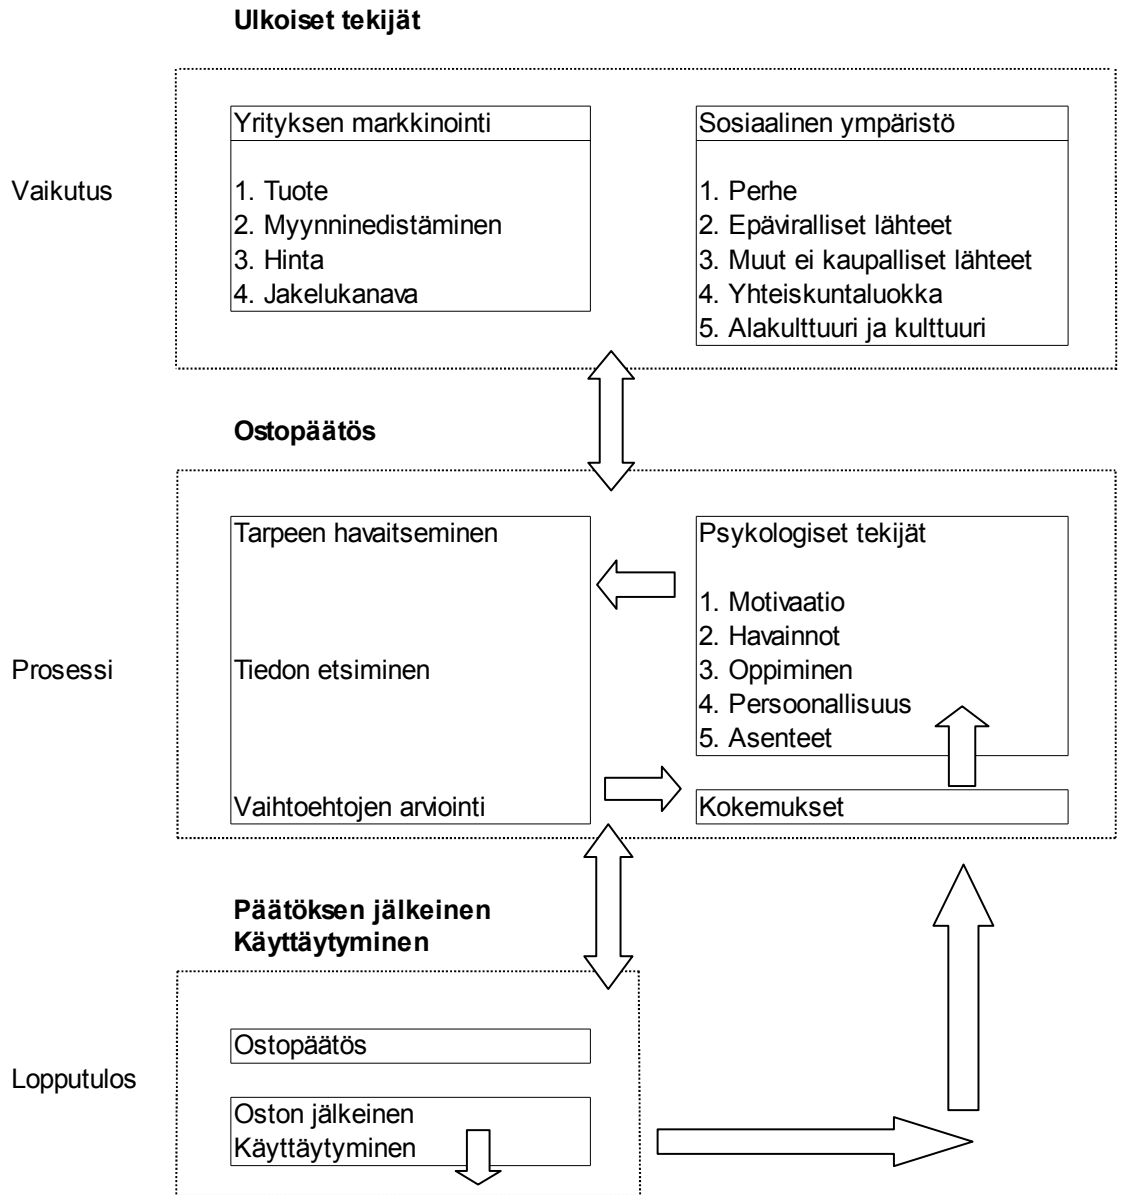 Ulkoiset tekijät
Yrityksen markkinointi
1. Tuote
2. Myynninedistäminen
3. Hinta
4. Jakelukanava
Sosiaalinen ympäristö
1. Perhe
2. Epäviralliset lähteet
3. Muut ei kaupalliset lähteet
4. Yhteiskuntaluokka
5. Alakulttuuri ja kulttuuri
Vaikutus
Ostopäätös
Tarpeen havaitseminen
Tiedon etsiminen
Vaihtoehtojen arviointi
Psykologiset tekijät
1. Motivaatio
2. Havainnot
3. Oppiminen
4. Persoonallisuus
5. Asenteet
Kokemukset
Prosessi
Päätöksen jälkeinen
Käyttäytyminen
Ostopäätös
Oston jälkeinen
Käyttäytyminen
Lopputulos